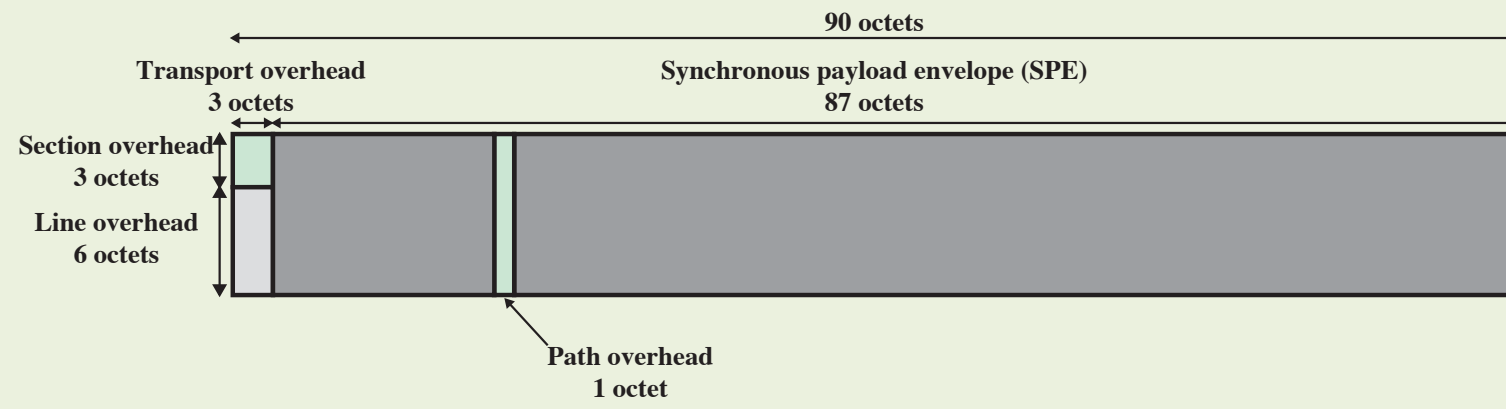 90 octets
Transport overhead
3 octets
Synchronous payload envelope (SPE)
87 octets
Section overhead
3 octets
Line overhead
6 octets
Path overhead
1 octet